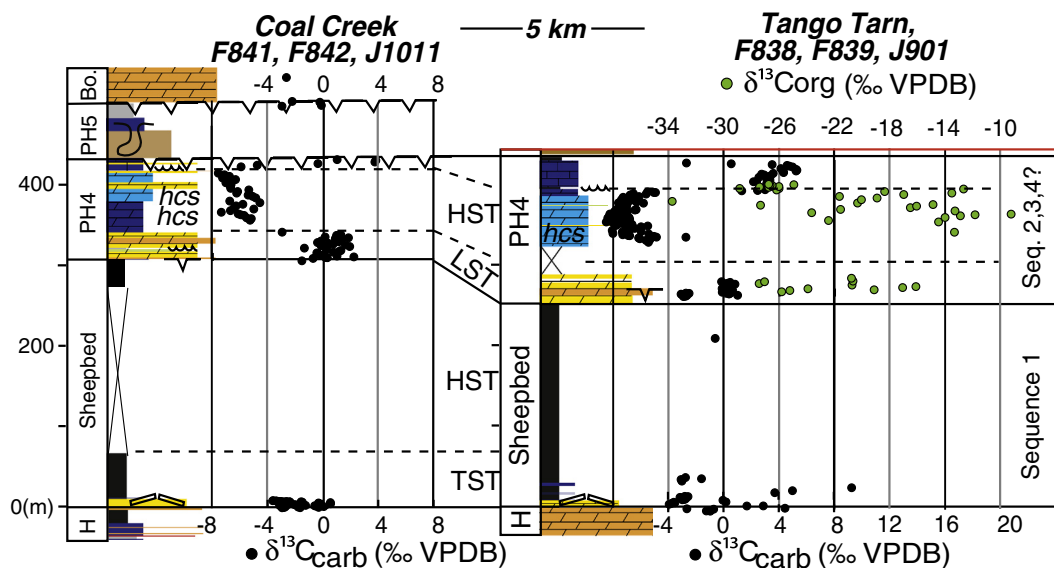 Coal Creek
F841, F842, J1011
5 km
Tango Tarn,
F838, F839, J901
δ¹³Corg (‰ VPDB)
-4 0 4 8
-34 -30 -26 -22 -18 -14 -10
Bo.
PH5
PH4
Sheepbed
H
400
200
0(m)
hcs
hcs
HST
LST
HST
TST
PH4
Sheepbed
H
hcs
Seq. 2,3,4?
Sequence 1
-8 -4 0 4 8
-4 0 4 8 12 16 20
δ¹³Ccarb (‰ VPDB)
δ¹³Ccarb (‰ VPDB)